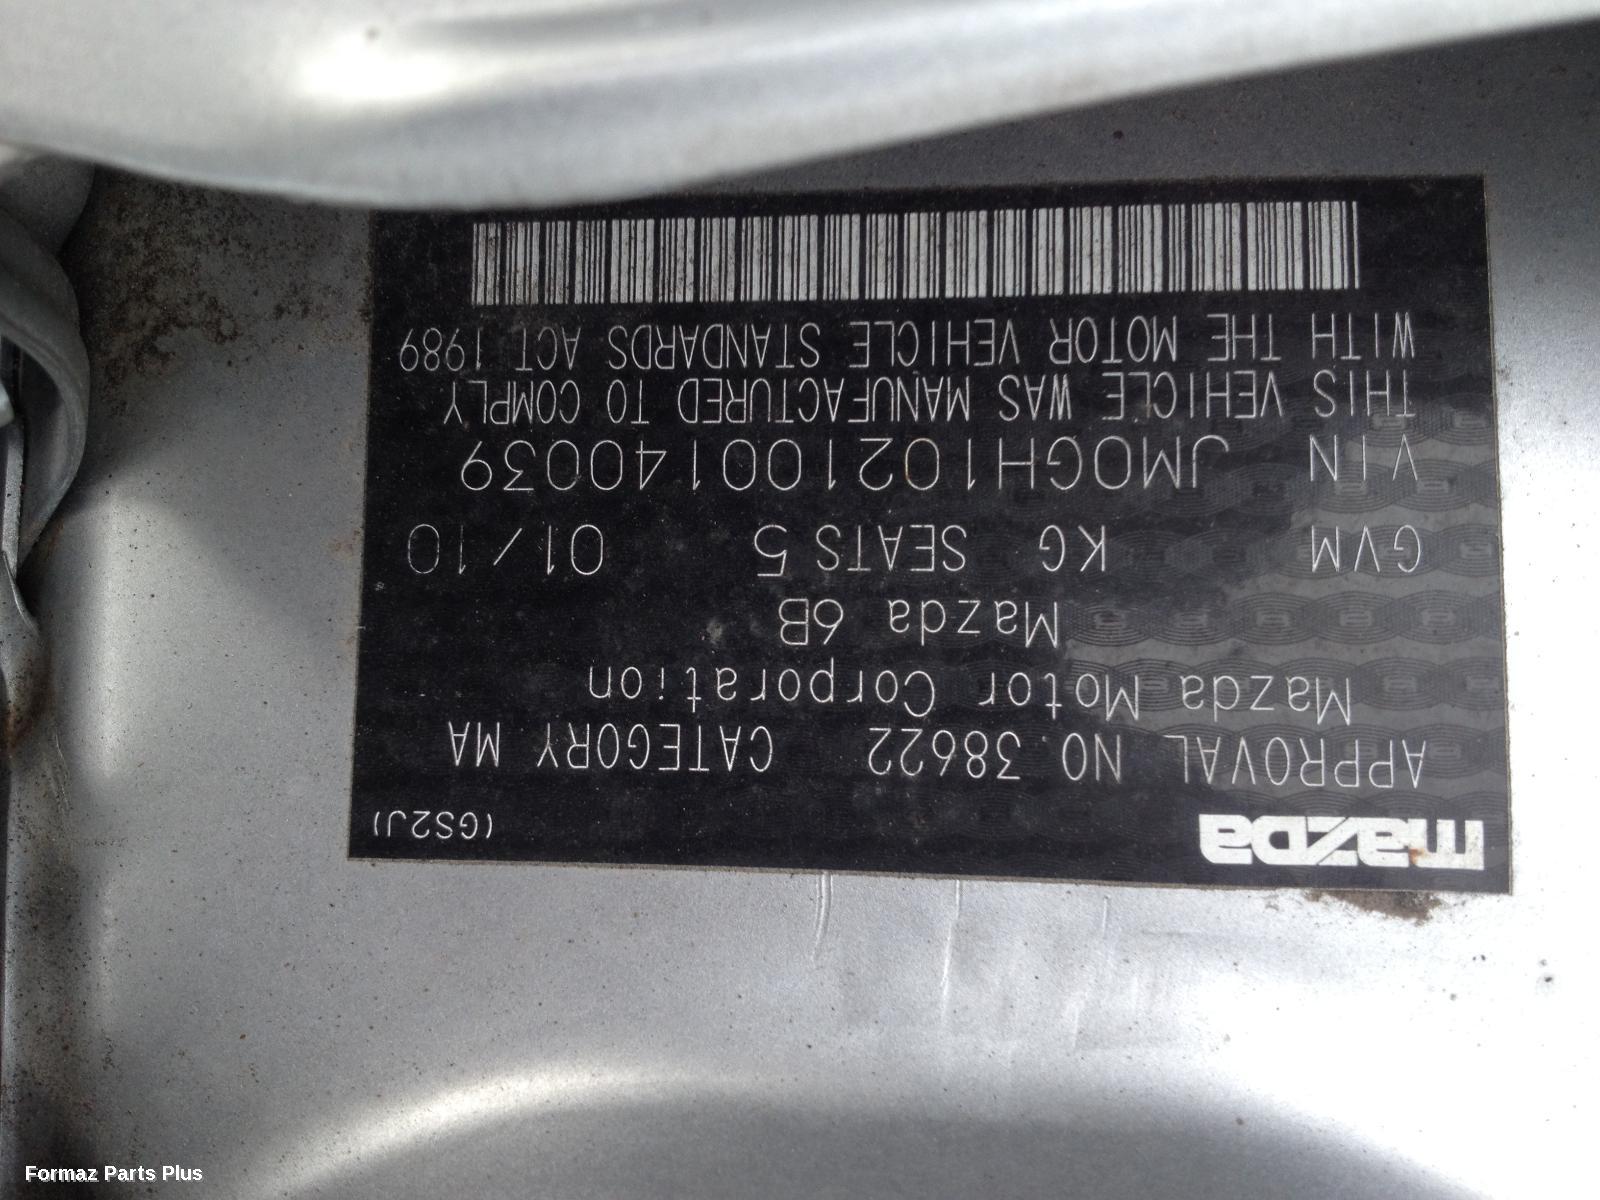 mazda (GS2J)
APPROVAL NO.38622 CATEGORY MA
Mazda Motor Corporation
Mazda 6B
GVM KG SEATS 5 01/10
VIN JM0GH102100140039
THIS VEHICLE WAS MANUFACTURED TO COMPLY
WITH THE MOTOR VEHICLE STANDARDS ACT 1989
Formaz Parts Plus